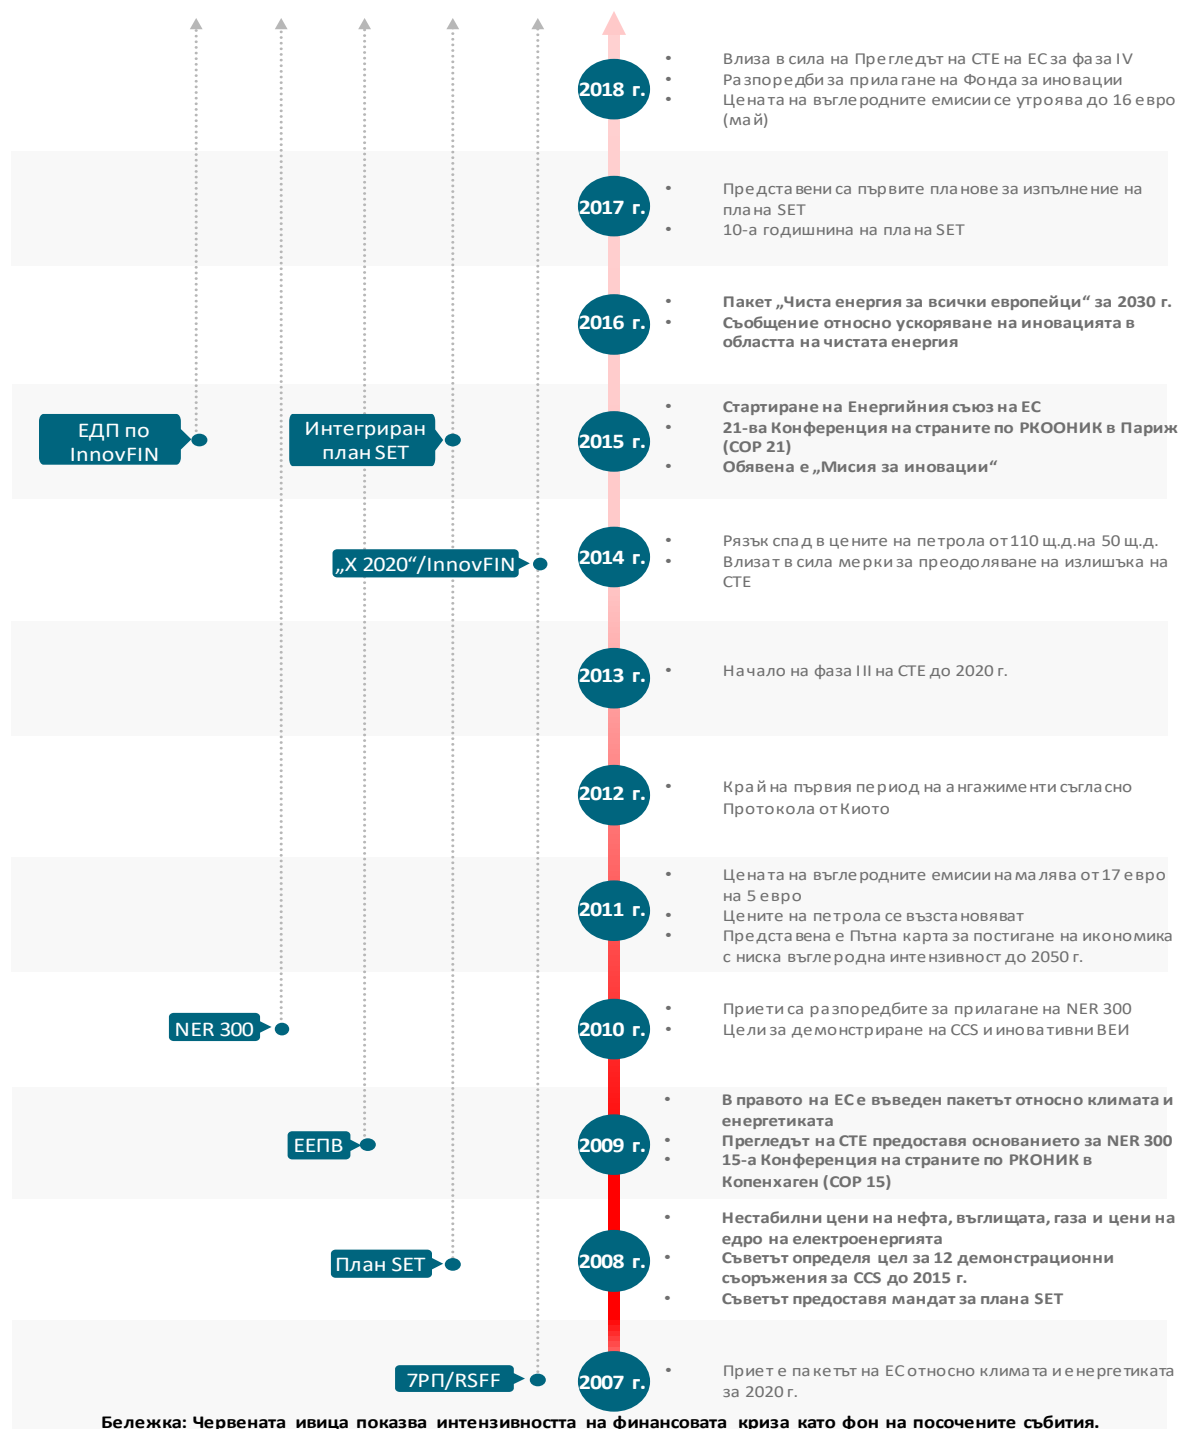 2018 г.
• Влиза в сила на Прегледът на СТЕ на ЕС за фаза IV
• Разпоредби за прилагане на Фонда за иновации
• Цената на въглеродните емисии се утроява до 16 евро
(май)
2017 г.
• Представени са първите планове за изпълнение на
плана SET
• 10-а годишнина на плана SET
2016 г.
• Пакет „Чиста енергия за всички европейци“ за 2030 г.
• Съобщение относно ускоряване на иновацията в
областта на чистата енергия
ЕДП по
InnovFIN
Интегриран
план SET
2015 г.
• Стартиране на Енергийния съюз на ЕС
• 21-ва Конференция на страните по РКООНИК в Париж
(COP 21)
• Обявена е „Мисия за иновации“
„Х 2020“/InnovFIN
2014 г.
• Рязък спад в цените на петрола от 110 щ.д.на 50 щ.д.
• Влизат в сила мерки за преодоляване на излишъка на
СТЕ
2013 г.
• Начало на фаза III на СТЕ до 2020 г.
2012 г.
• Край на първия период на ангажименти съгласно
Протокола от Киото
2011 г.
• Цената на въглеродните емисии намалява от 17 евро
на 5 евро
• Цените на петрола се възстановяват
• Представена е Пътна карта за постигане на икономика
с ниска въглеродна интензивност до 2050 г.
NER 300
2010 г.
• Приети са разпоредбите за прилагане на NER 300
• Цели за демонстриране на CCS и иновативни ВЕИ
ЕЕПВ
2009 г.
• В правото на ЕС е въведен пакетът относно климата и
енергетиката
• Прегледът на СТЕ предоставя основанието за NER 300
• 15-а Конференция на страните по РКОНИК в
Копенхаген (COP 15)
План SET
2008 г.
• Нестабилни цени на нефта, въглищата, газа и цени на
едро на електроенергията
• Съветът определя цел за 12 демонстрационни
съоръжения за CCS до 2015 г.
• Съветът предоставя мандат за плана SET
7РП/RSFF
2007 г.
• Приет е пакетът на ЕС относно климата и енергетиката
за 2020 г.
Бележка: Червената ивица показва интензивността на финансовата криза като фон на посочените събития.